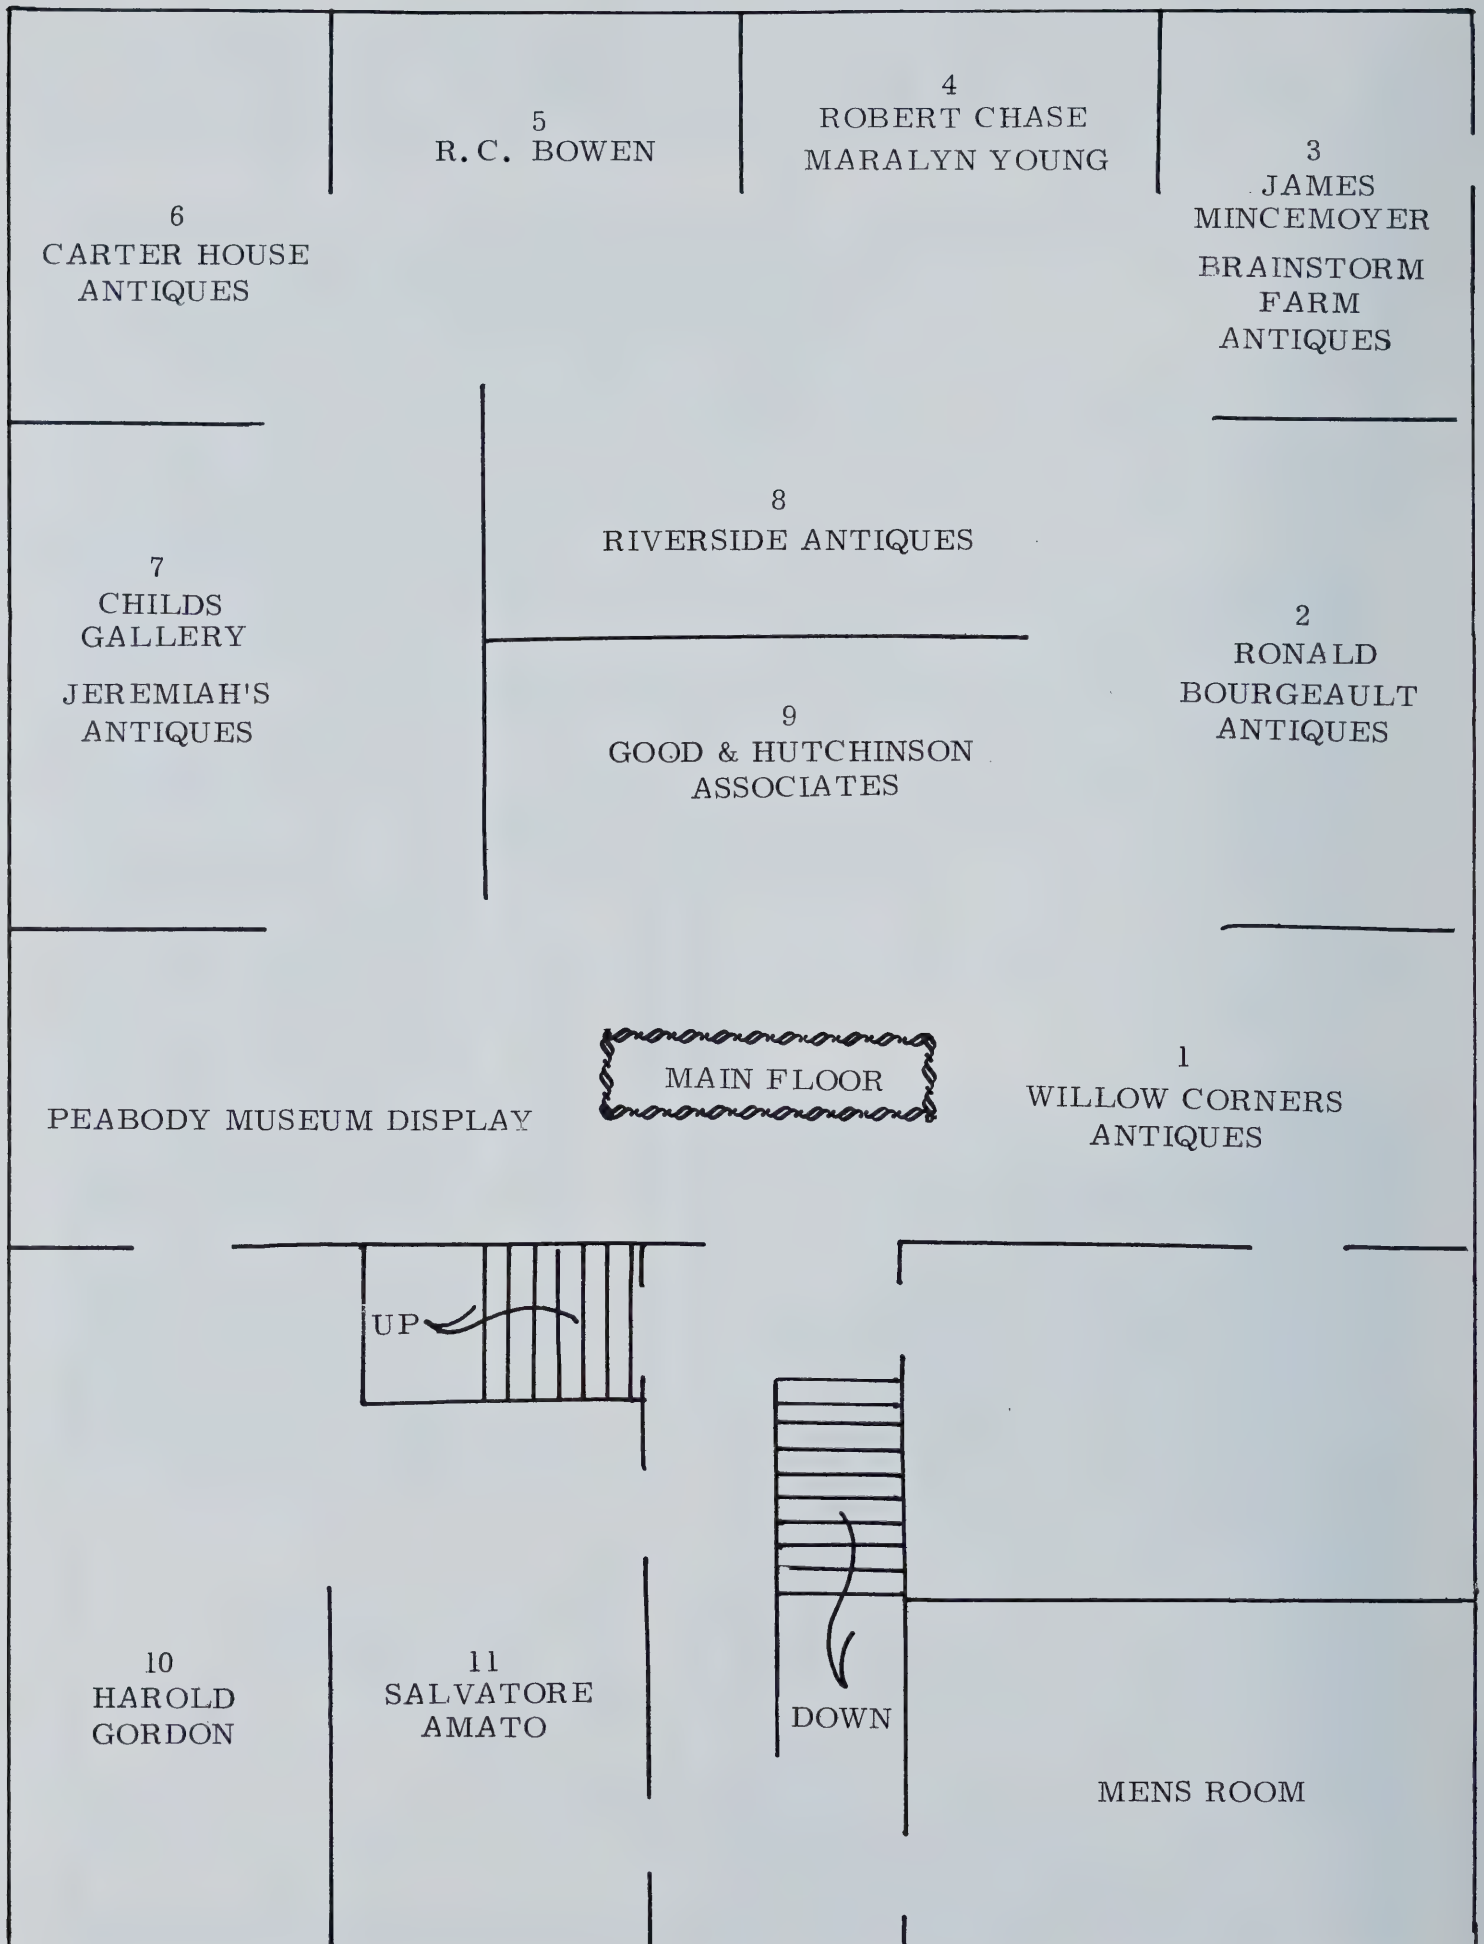 4
ROBERT CHASE
MARALYN YOUNG
5
R.C. BOWEN
3
JAMES
MINCEMOYER
BRAINSTORM
FARM
ANTIQUES
6
CARTER HOUSE
ANTIQUES
8
RIVERSIDE ANTIQUES
7
CHILDS
GALLERY
JEREMIAH'S
ANTIQUES
2
RONALD
BOURGEAULT
ANTIQUES
9
GOOD & HUTCHINSON
ASSOCIATES
MAIN FLOOR
1
WILLOW CORNERS
ANTIQUES
PEABODY MUSEUM DISPLAY
UP
10
HAROLD
GORDON
11
SALVATORE
AMATO
DOWN
MENS ROOM